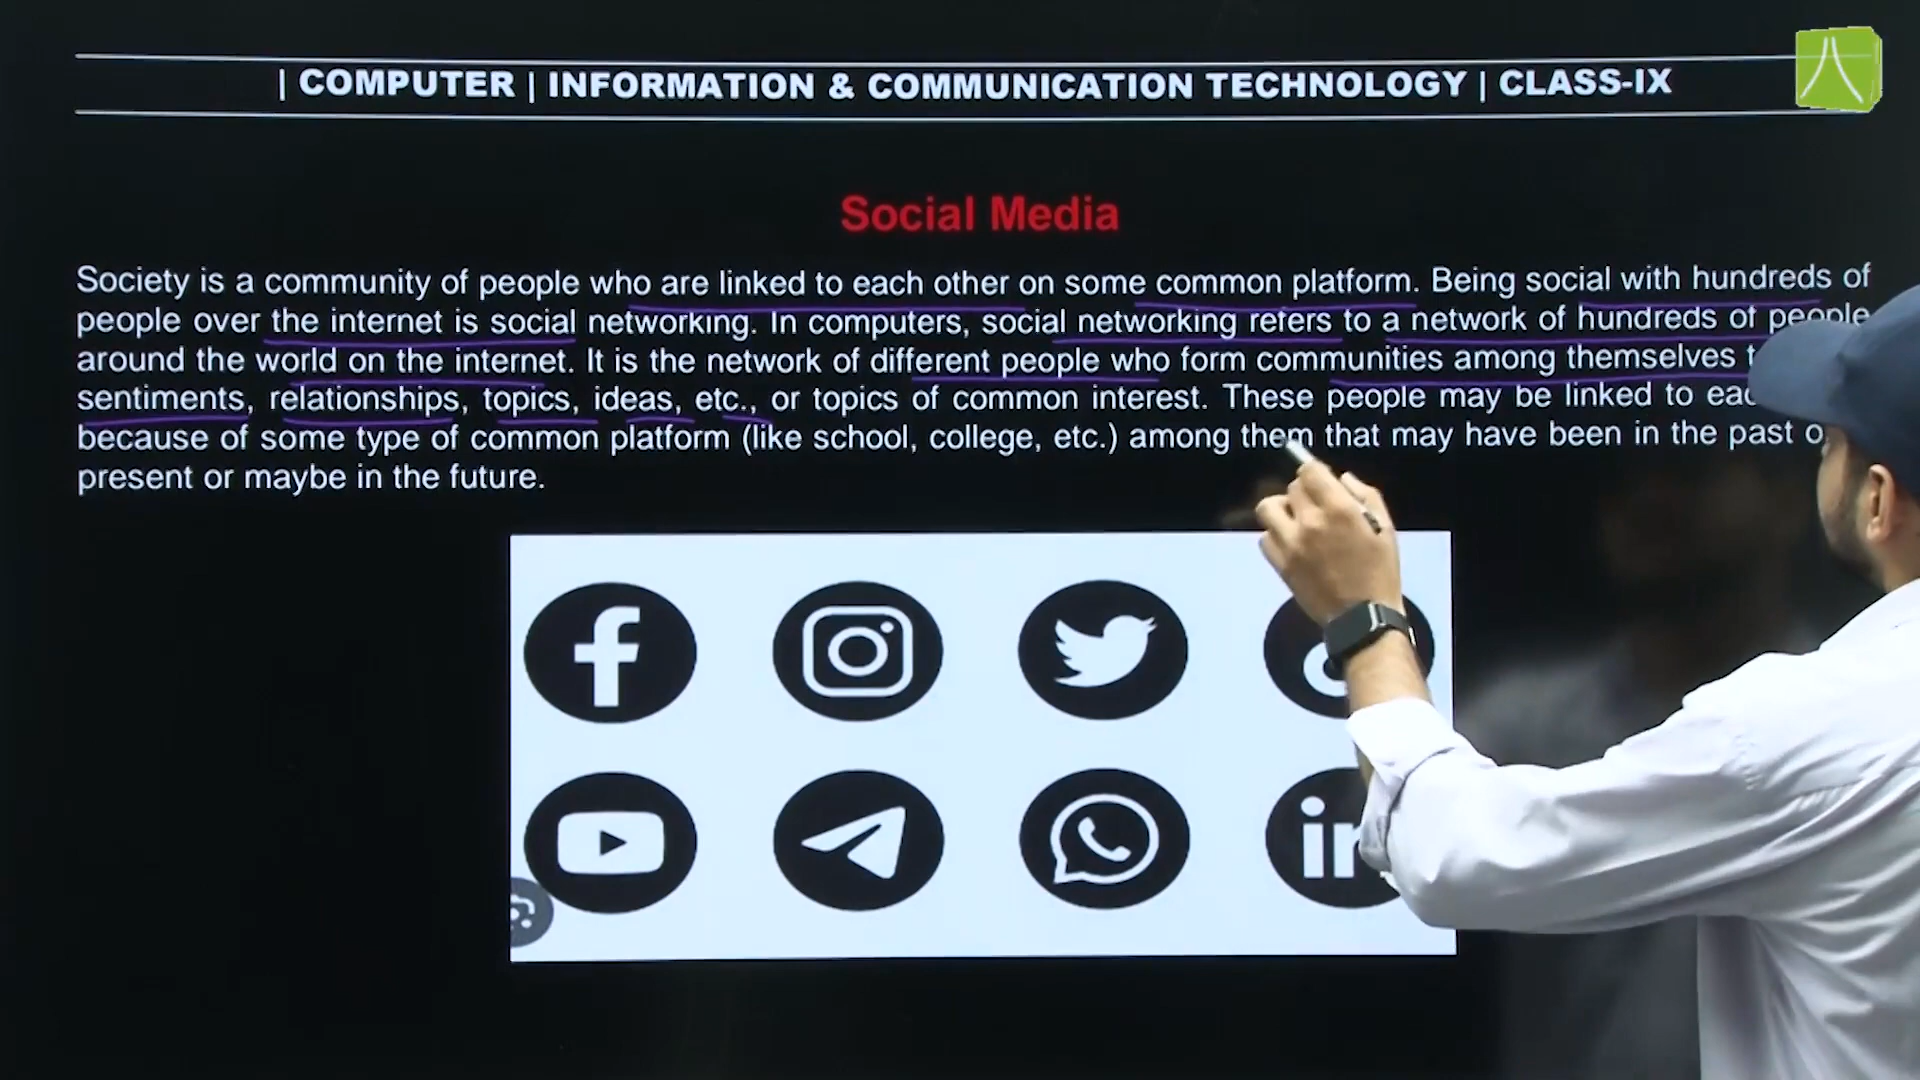 | COMPUTER | INFORMATION & COMMUNICATION TECHNOLOGY | CLASS-IX
Social Media
Society is a community of people who are linked to each other on some common platform. Being social with hundreds of
people over the internet is social networking. In computers, social networking refers to a network of hundreds of people
around the world on the internet. It is the network of different people who form communities among themselves
sentiments, relationships, topics, ideas, etc., or topics of common interest. These people may be linked to
because of some type of common platform (like school, college, etc.) among them that may have been in the past
present or maybe in the future.
in